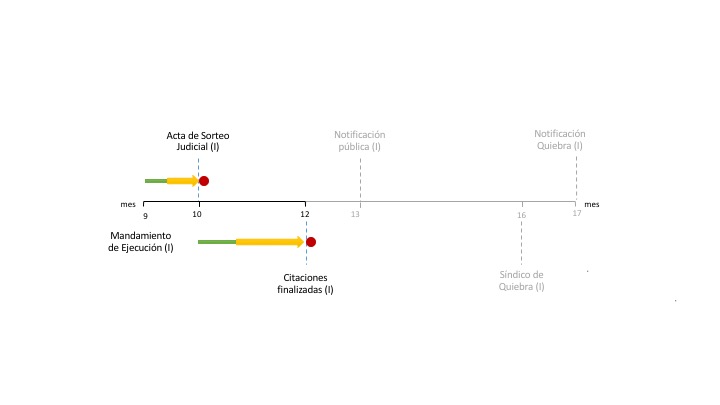 Acta de Sorteo
Judicial (I)
Notificación
pública (I)
Notificación
Quiebra (I)
mes
9
10
12
13
16
17
mes
Mandamiento
de Ejecución (I)
Citaciones
finalizadas (I)
Síndico de
Quiebra (I)